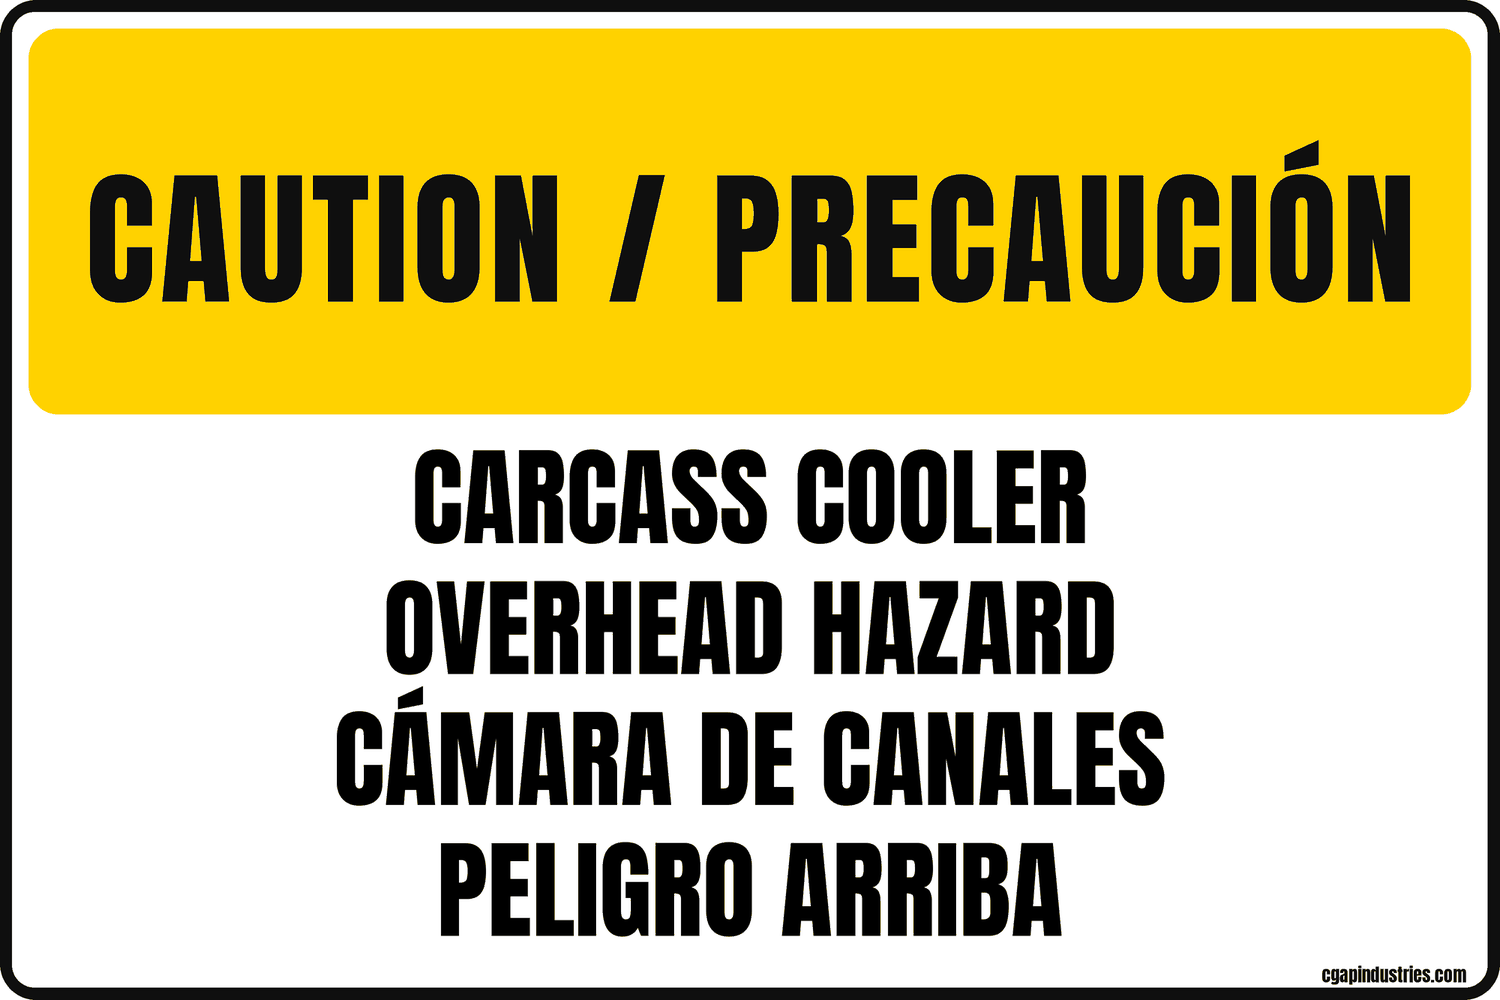 CAUTION / PRECAUCIÓN
CARCASS COOLER
OVERHEAD HAZARD
CÁMARA DE CANALES
PELIGRO ARRIBA
cgapindustries.com